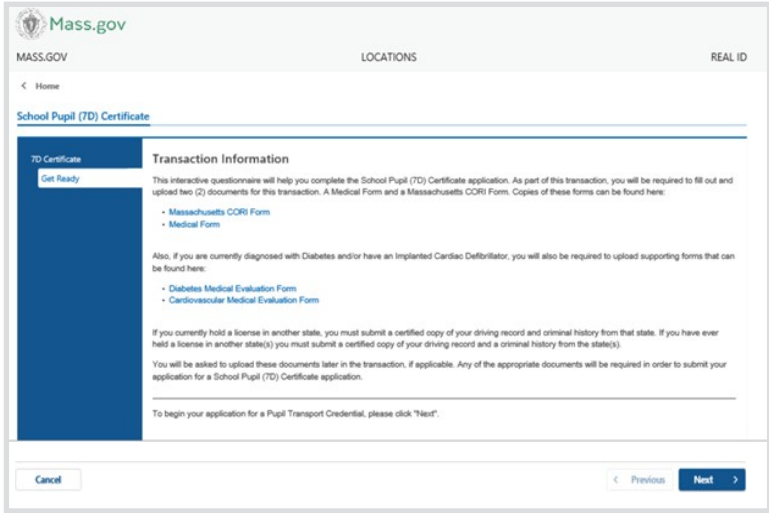 Mass.gov
MASS.GOV
LOCATIONS
REAL ID
< Home
School Pupil (7D) Certificate
7D Certificate
Get Ready
Transaction Information
This interactive questionnaire will help you complete the School Pupil (7D) Certificate application. As part of this transaction, you will be required to fill out and
upload two (2) documents for this transaction. A Medical Form and a Massachusetts CORI Form. Copies of these forms can be found here:
• Massachusetts CORI Form
• Medical Form
Also, if you are currently diagnosed with Diabetes and/or have an Implanted Cardiac Defibrillator, you will also be required to upload supporting forms that can
be found here:
• Diabetes Medical Evaluation Form
• Cardiovascular Medical Evaluation Form
If you currently hold a license in another state, you must submit a certified copy of your driving record and criminal history from that state. If you have ever
held a license in another state(s) you must submit a certified copy of your driving record and a criminal history from the state(s).
You will be asked to upload these documents later in the transaction, if applicable. Any of the appropriate documents will be required in order to submit your
application for a School Pupil (7D) Certificate application.
To begin your application for a Pupil Transport Credential, please click "Next".
Cancel
< Previous
Next >